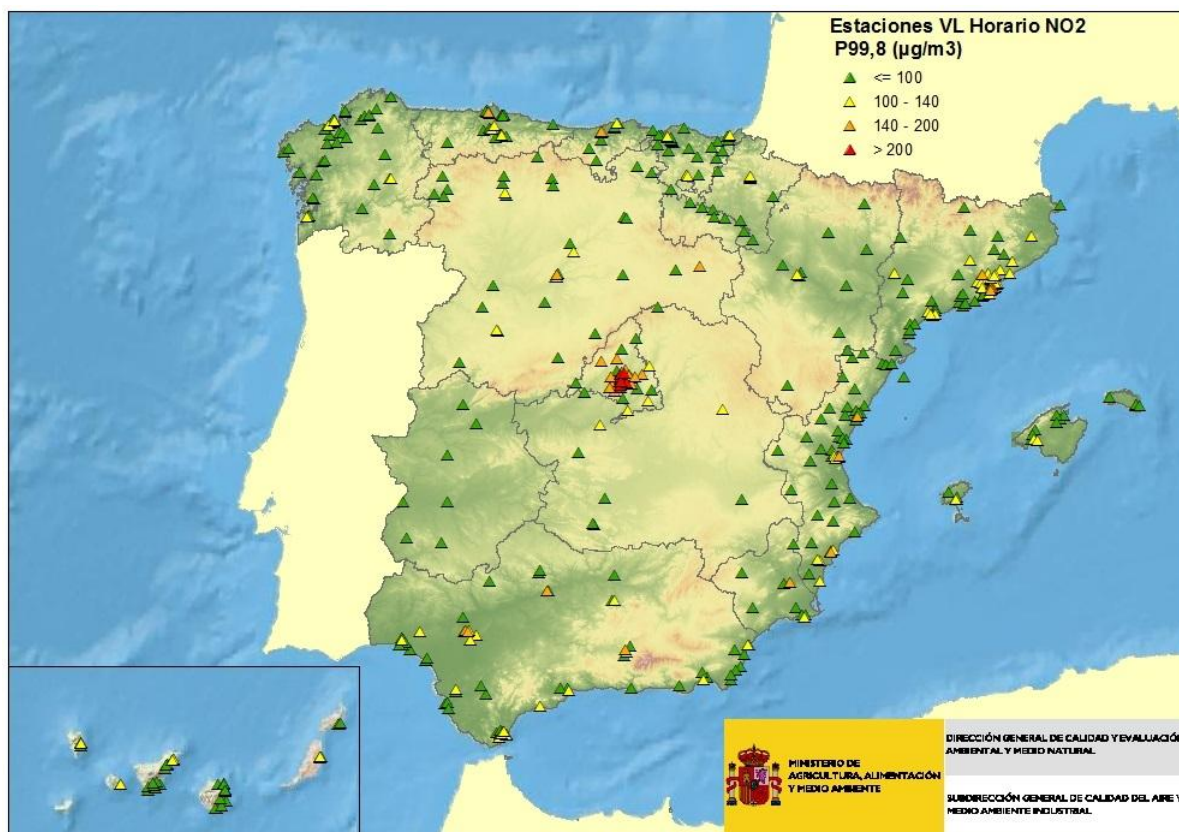 Estaciones VL Horario NO2
P99,8 (µg/m3)
<= 100
100 - 140
140 - 200
> 200
MINISTERIO DE
AGRICULTURA, ALIMENTACIÓN
Y MEDIO AMBIENTE
DIRECCIÓN GENERAL DE CALIDAD Y EVALUACIÓN
AMBIENTAL Y MEDIO NATURAL
SUBDIRECCIÓN GENERAL DE CALIDAD DEL AIRE Y
MEDIO AMBIENTE INDUSTRIAL